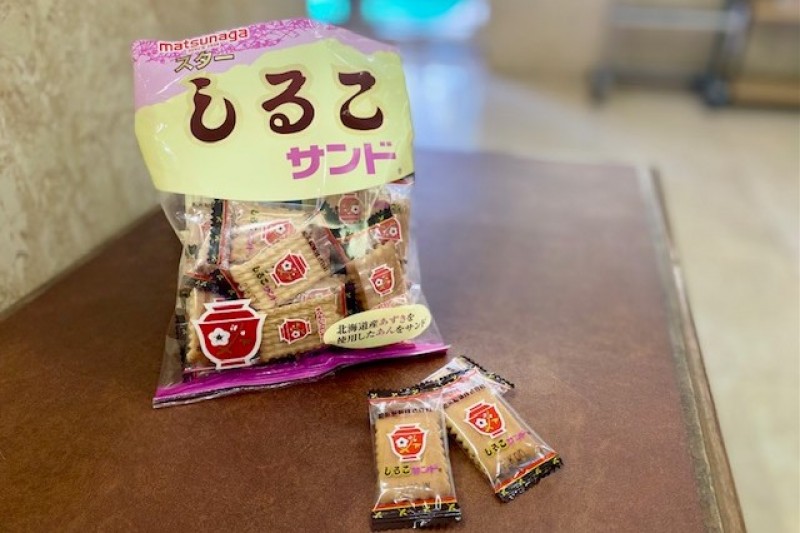 matsunaga
スター
しるこ
サンド
北海道産あずきを
使用したあんをサンド
しるこサンド
しるこサンド